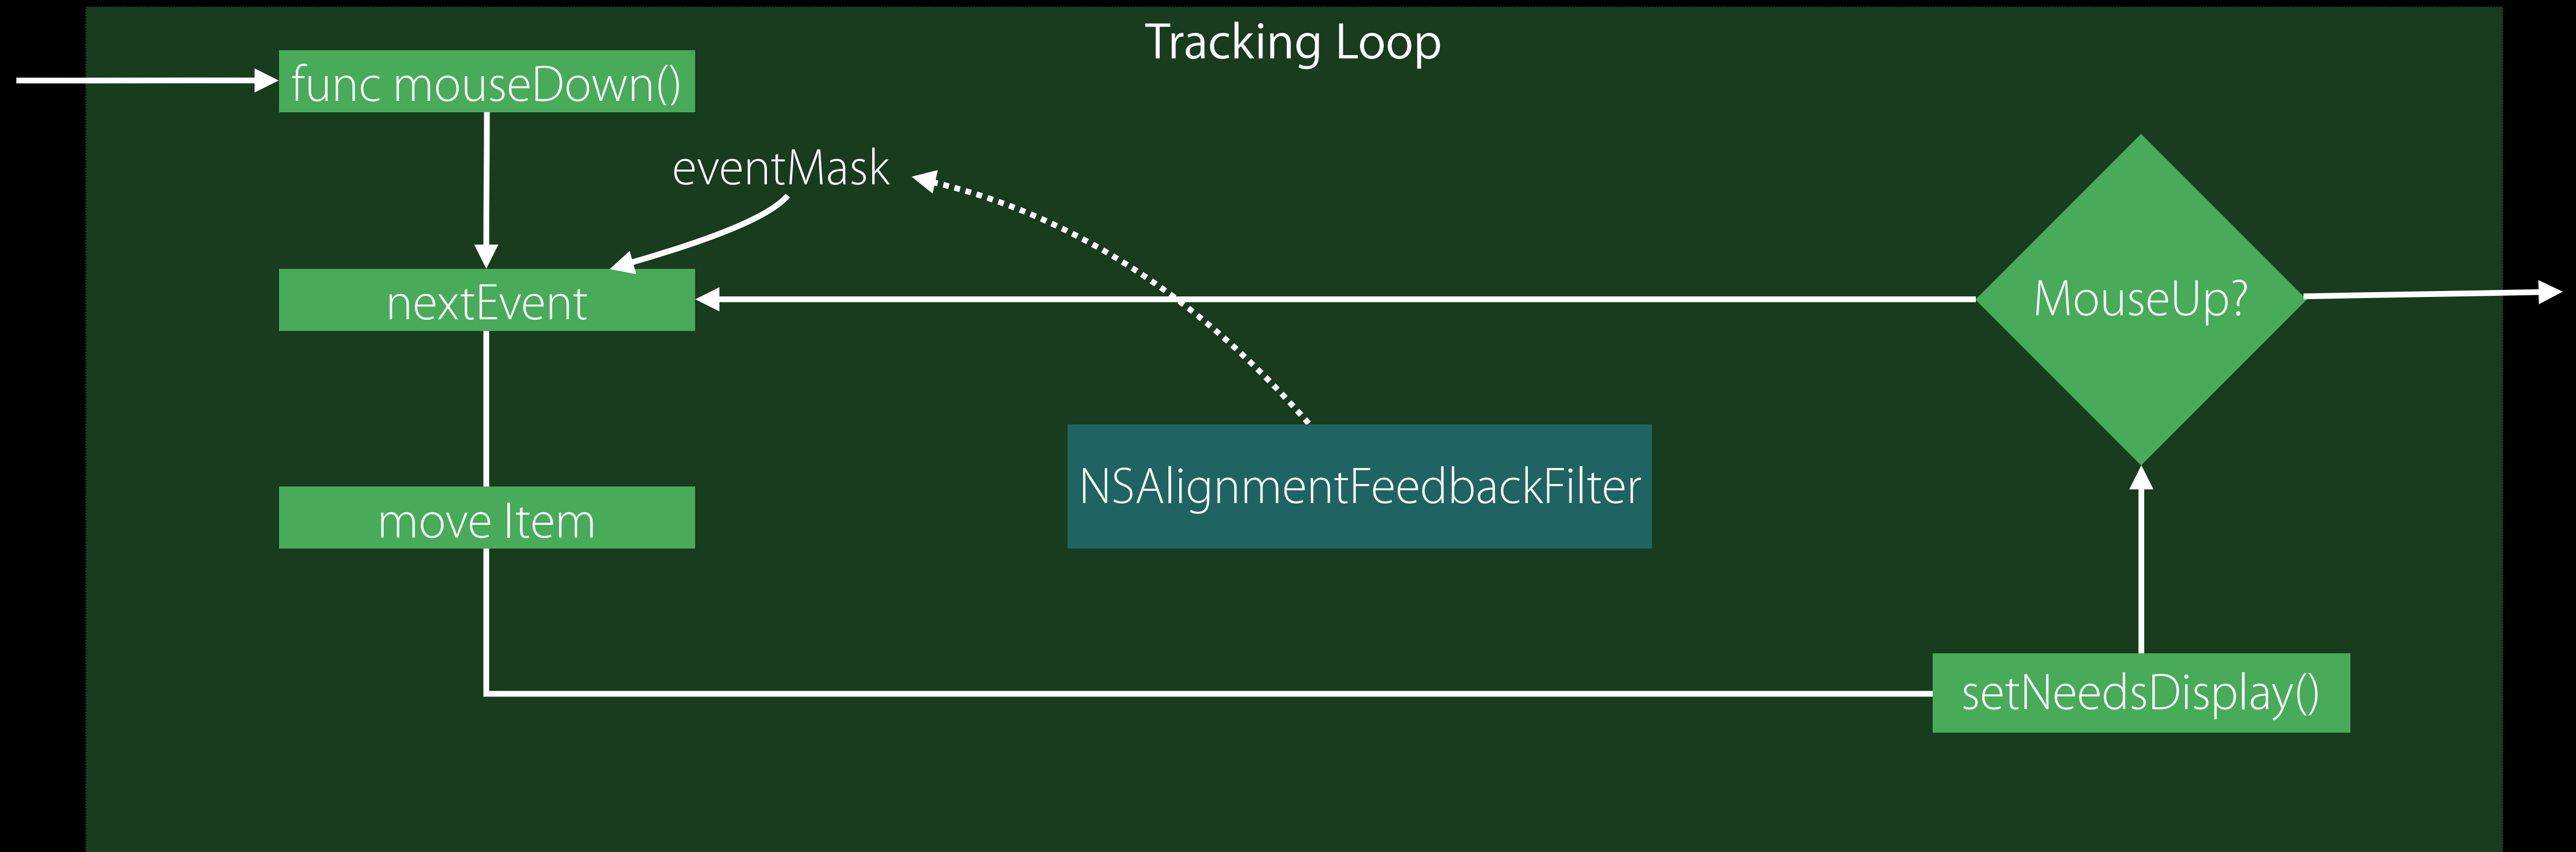 Tracking Loop
func mouseDown()
eventMask
nextEvent
MouseUp?
NSAlignmentFeedbackFilter
move Item
setNeedsDisplay()